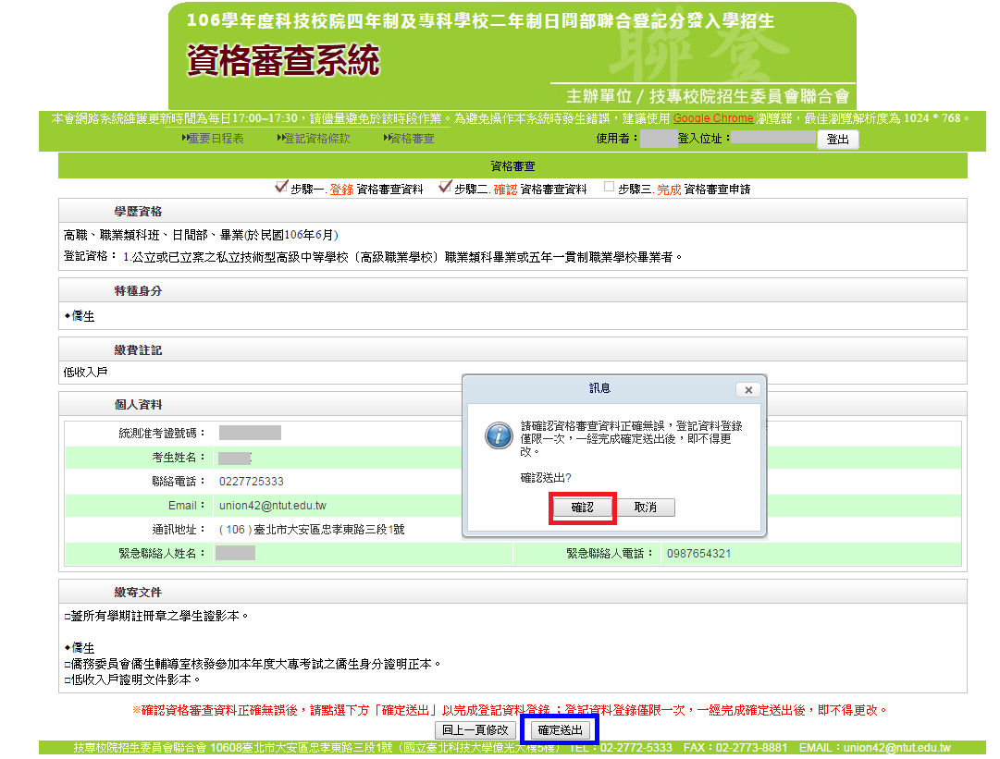 106學年度科技校院四年制及專科學校二年制日間部聯合登記分發入學招生
資格審查系統
聯登
主辦單位 / 技專校院招生委員會聯合會
本會網路系統維護更新時間為每日17:00~17:30，請儘量避免於該時段作業。為避免操作本系統時發生錯誤，建議使用 Google Chrome 瀏覽器，最佳瀏覽解析度為 1024 * 768。
重要日程表 登記資格條款 資格審查 使用者： 登入位址： 登出
資格審查
步驟一. 登錄 資格審查資料 步驟二. 確認 資格審查資料 步驟三. 完成 資格審查申請
學歷資格
高職、職業類科班、日間部、畢業(於民國106年6月)
登記資格： 1.公立或已立案之私立技術型高級中等學校〔高級職業學校〕職業類科畢業或五年一貫制職業學校畢業者。
特種身分
◆僑生
繳費註記
低收入戶
個人資料
統測准考證號碼：
考生姓名：
聯絡電話： 0227725333
Email： union42@ntut.edu.tw
通訊地址： ( 106 ) 臺北市大安區忠孝東路三段1號
緊急聯絡人姓名： 緊急聯絡人電話： 0987654321
訊息
請確認資格審查資料正確無誤，登記資料登錄
僅限一次，一經完成確定送出後，即不得更
改。
確認送出?
確認 取消
繳寄文件
□蓋所有學期註冊章之學生證影本。
◆僑生
□僑務委員會僑生輔導室核發參加本年度大專考試之僑生身分證明正本。
□低收入戶證明文件影本。
※確認資格審查資料正確無誤後，請點選下方「確定送出」以完成登記資料登錄 ；登記資料登錄僅限一次，一經完成確定送出後，即不得更改。
回上一頁修改 確定送出
技專校院招生委員會聯合會 10608臺北市大安區忠孝東路三段1號（國立臺北科技大學億光大樓5樓） TEL：02-2772-5333 FAX：02-2773-8881 EMAIL：union42@ntut.edu.tw